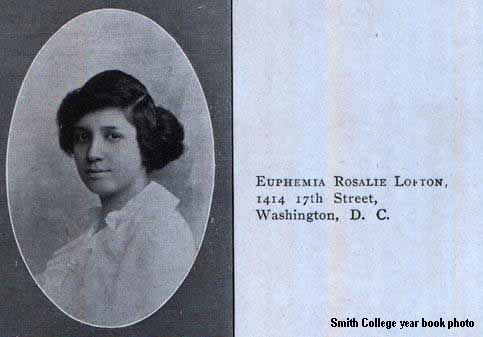 Euphemia Rosalie Lofton,
1414 17th Street,
Washington, D. C.
Smith College year book photo